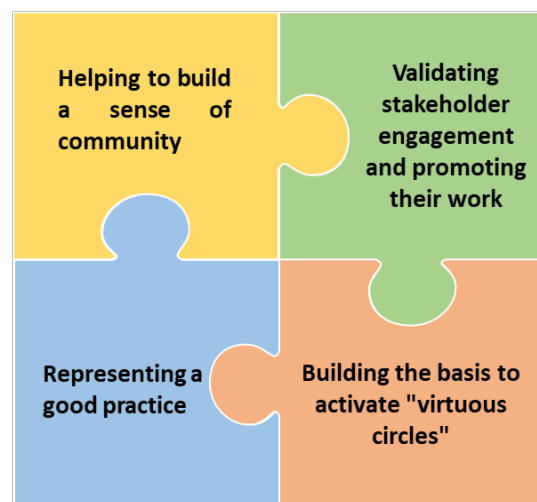 Helping to build
a sense of
community
Validating
stakeholder
engagement
and promoting
their work
Representing a
good practice
Building the basis to
activate "virtuous
circles"